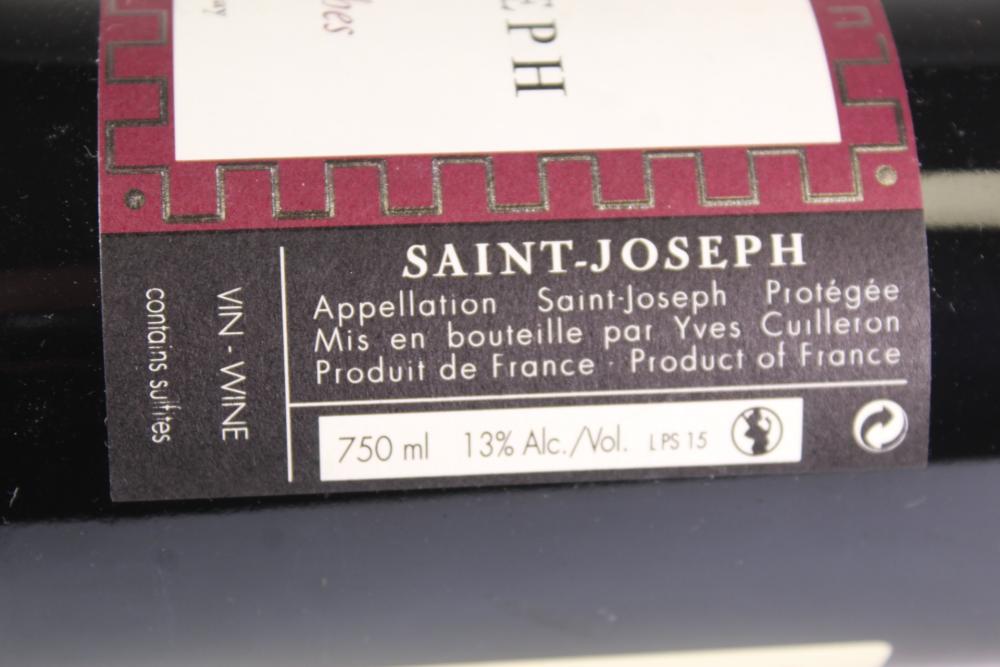 SAINT-JOSEPH
Appellation Saint-Joseph Protégée
Mis en bouteille par Yves Cuilleron
Produit de France · Product of France
750 ml 13% Alc./Vol. LPS 15
VIN - WINE
contains sulfites